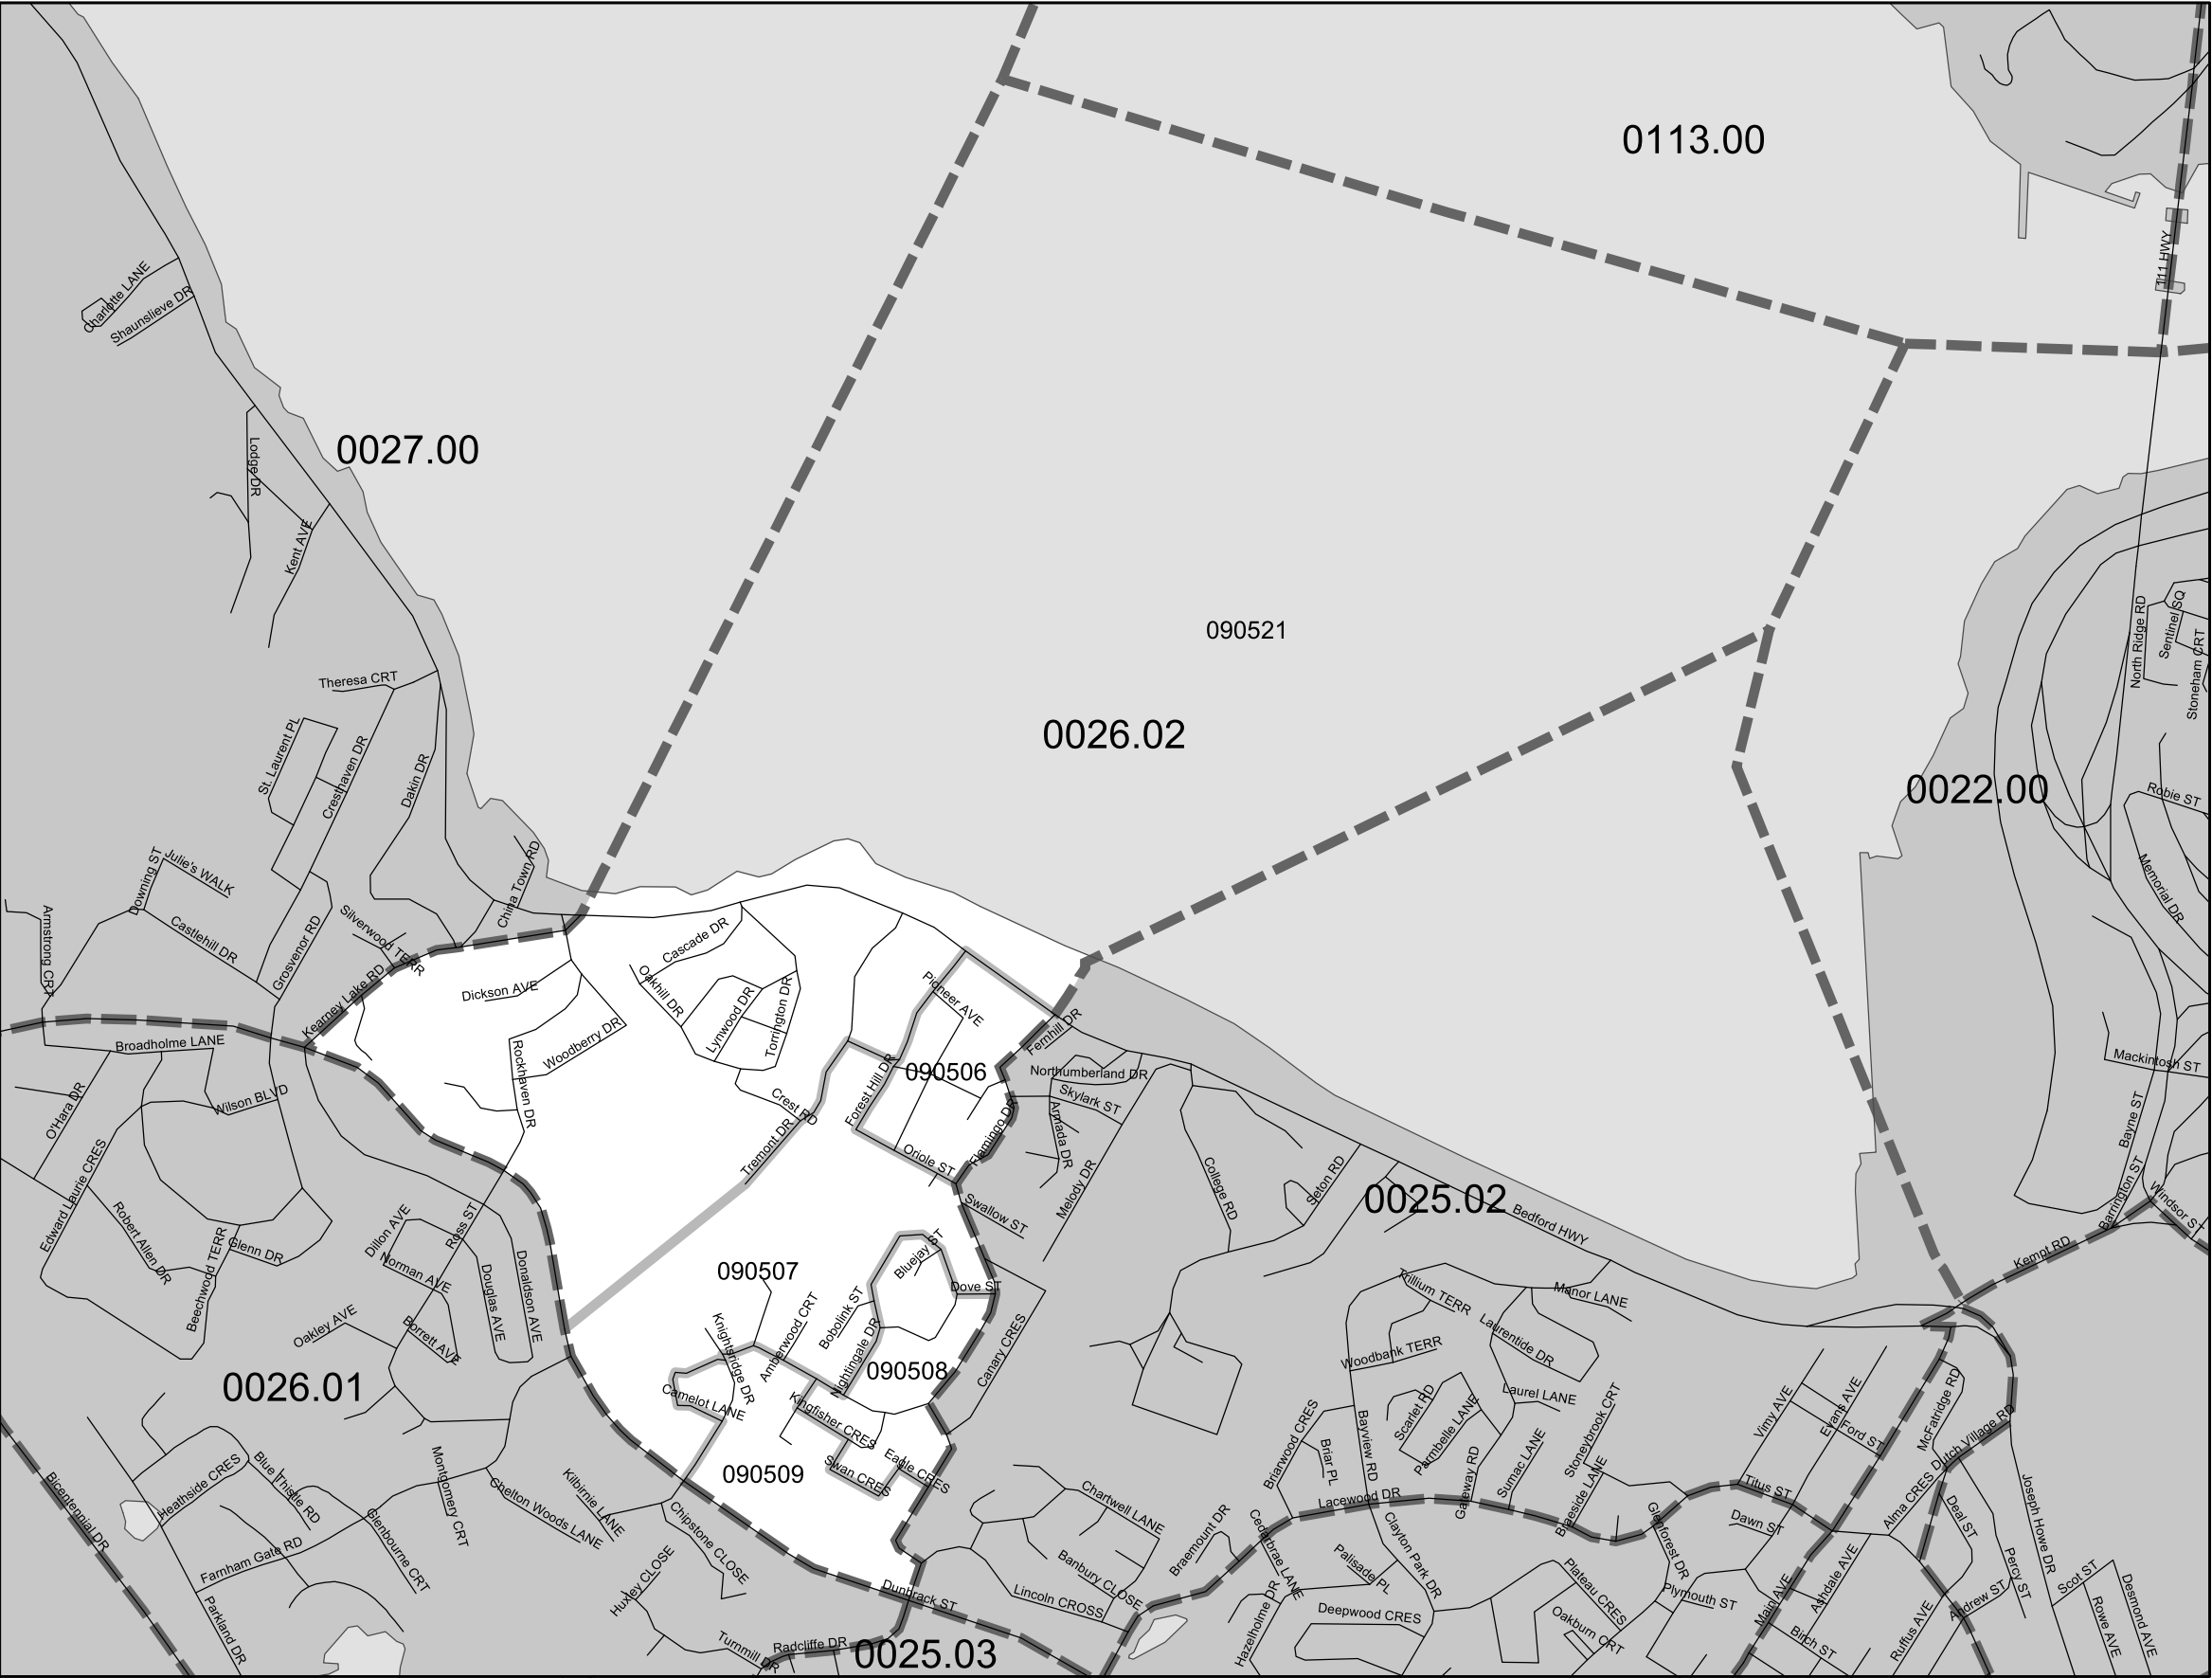 0113.00
111 HWY
Charlotte LANE
Shaunslieve DR
0027.00
Lodge DR
Kent AVE
090521
North Ridge RD
Sentinel SQ
Stoneham CRT
Theresa CRT
St. Laurent PL
Cresthaven DR
Dakin DR
0026.02
0022.00
Robie ST
Memorial DR
China Town RD
Downing ST
Julie's WALK
Castlehill DR
Silverwood TERR
Grosvenor RD
Armstrong CRT
Kearney Lake RD
Cascade DR
Oakhill DR
Dickson AVE
Lynwood DR
Torrington DR
Woodberry DR
Rockhaven DR
Pioneer AVE
Fernhill DR
Broadholme LANE
Wilson BLVD
O'Hara DR
090506
Forest Hill DR
Northumberland DR
Skylark ST
Armada DR
Flamingo DR
Crest RD
Tremont DR
Oriole ST
Melody DR
College RD
Seton RD
0025.02
Mackintosh ST
Bayne ST
Barrington ST
Windsor ST
Kempt RD
Bedford HWY
Edward Laurie CRES
Robert Allen DR
Beechwood TERR
Glenn DR
Dillon AVE
Ross ST
Norman AVE
Douglas AVE
Donaldson AVE
Oakley AVE
Borrett AVE
Swallow ST
090507
Bluejay ST
Dove ST
Bobolink ST
Amberwood CRT
Knightsridge DR
Nightingale DR
Canary CRES
090508
Camelot LANE
Kingfisher CRES
Swan CRES
Eagle CRES
090509
0026.01
Trillium TERR
Manor LANE
Laurentide DR
Woodbank TERR
Laurel LANE
Scarlet RD
Parmbelle LANE
Stoneybrook CRT
Briarwood CRES
Briar PL
Bayview RD
Gateway RD
Sumac LANE
Braeside LANE
Vimy AVE
Evans AVE
Ford ST
McFatridge RD
Dutch Village RD
Titus ST
Alma CRES
Joseph Howe DR
Bicentennial DR
Heathside CRES
Blue Thistle RD
Glenbourne CRT
Montgomery CRT
Chelton Woods LANE
Kilbirnie LANE
Chipstone CLOSE
Huxley CLOSE
Farnham Gate RD
Parkland DR
Turnmill DR
Radcliffe DR
Dunbrack ST
0025.03
Chartwell LANE
Banbury CLOSE
Lincoln CROSS
Braemount DR
Lacewood DR
Cedarbrae LANE
Hazelholme DR
Palisade PL
Clayton Park DR
Deepwood CRES
Plateau CRES
Oakburn CRT
Glenforest DR
Plymouth ST
Dawn ST
Main AVE
Ashdale AVE
Birch ST
Ruffus AVE
Andrew ST
Deal ST
Percy ST
Scot ST
Rowe AVE
Desmond AVE